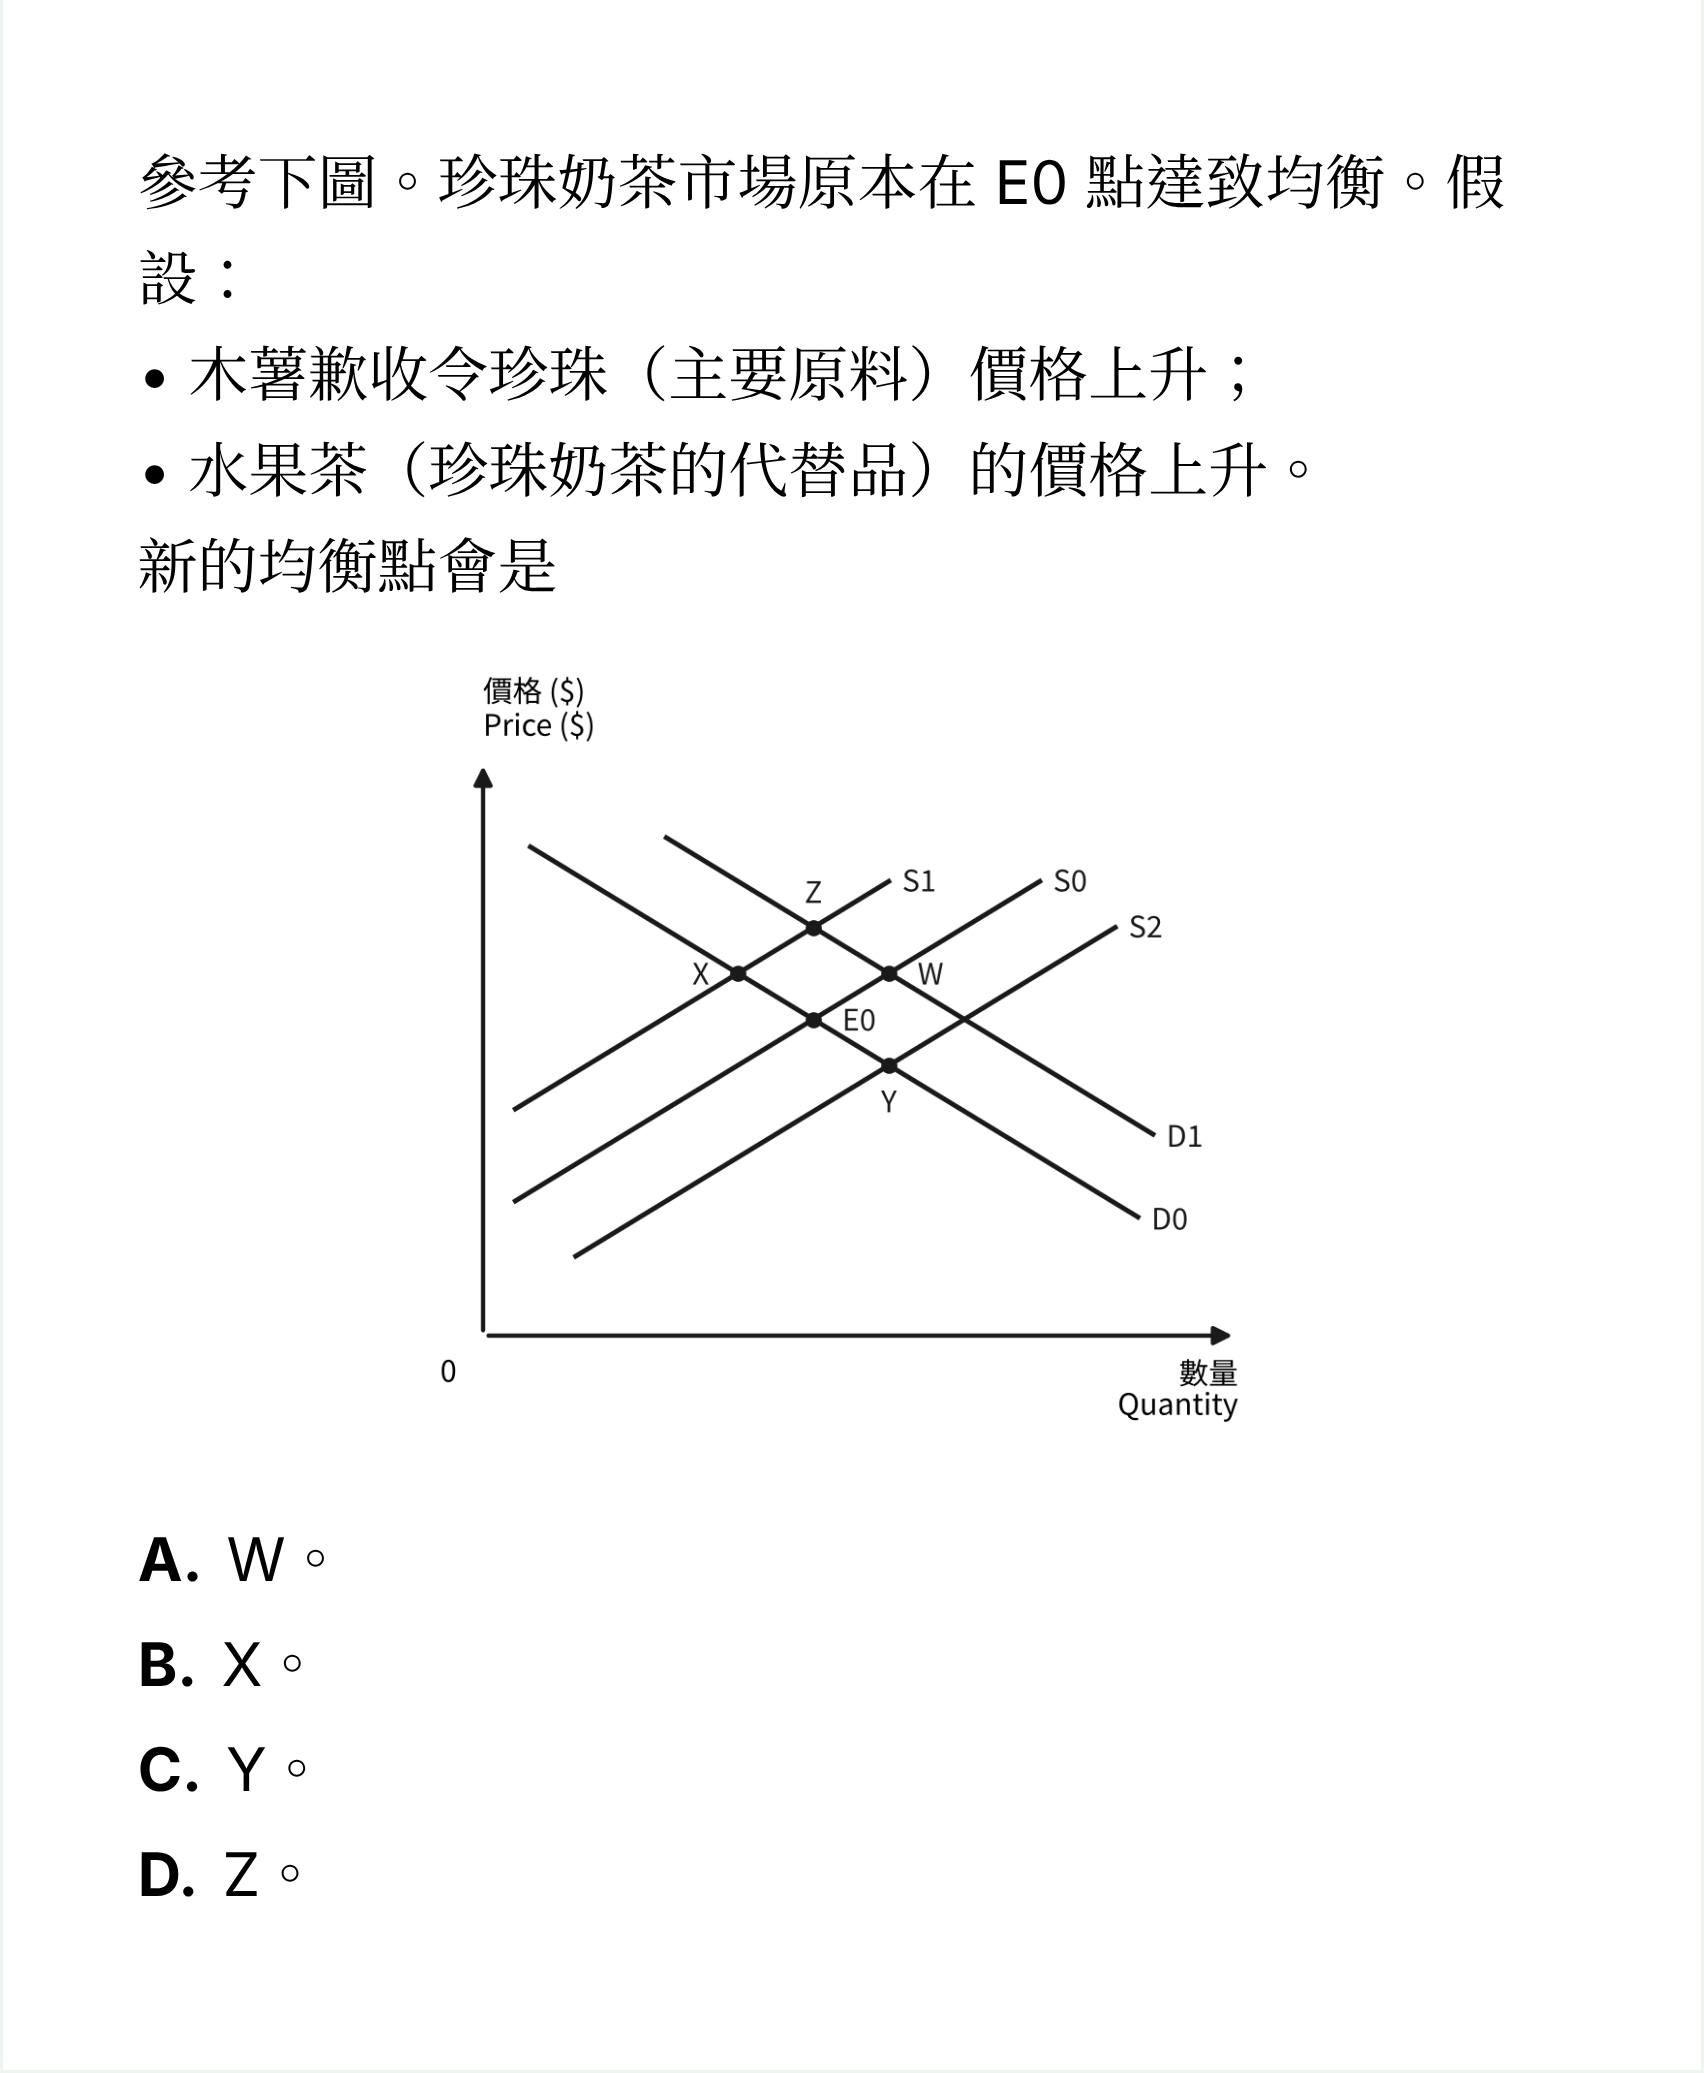 參考下圖。珍珠奶茶市場原本在 E0 點達致均衡。假
設：
• 木薯歉收令珍珠（主要原料）價格上升；
• 水果茶（珍珠奶茶的代替品）的價格上升。
新的均衡點會是
價格 ($)
Price ($)
Z
S1
S0
S2
X
W
E0
Y
D1
D0
0
數量
Quantity
A. W。
B. X。
C. Y。
D. Z。